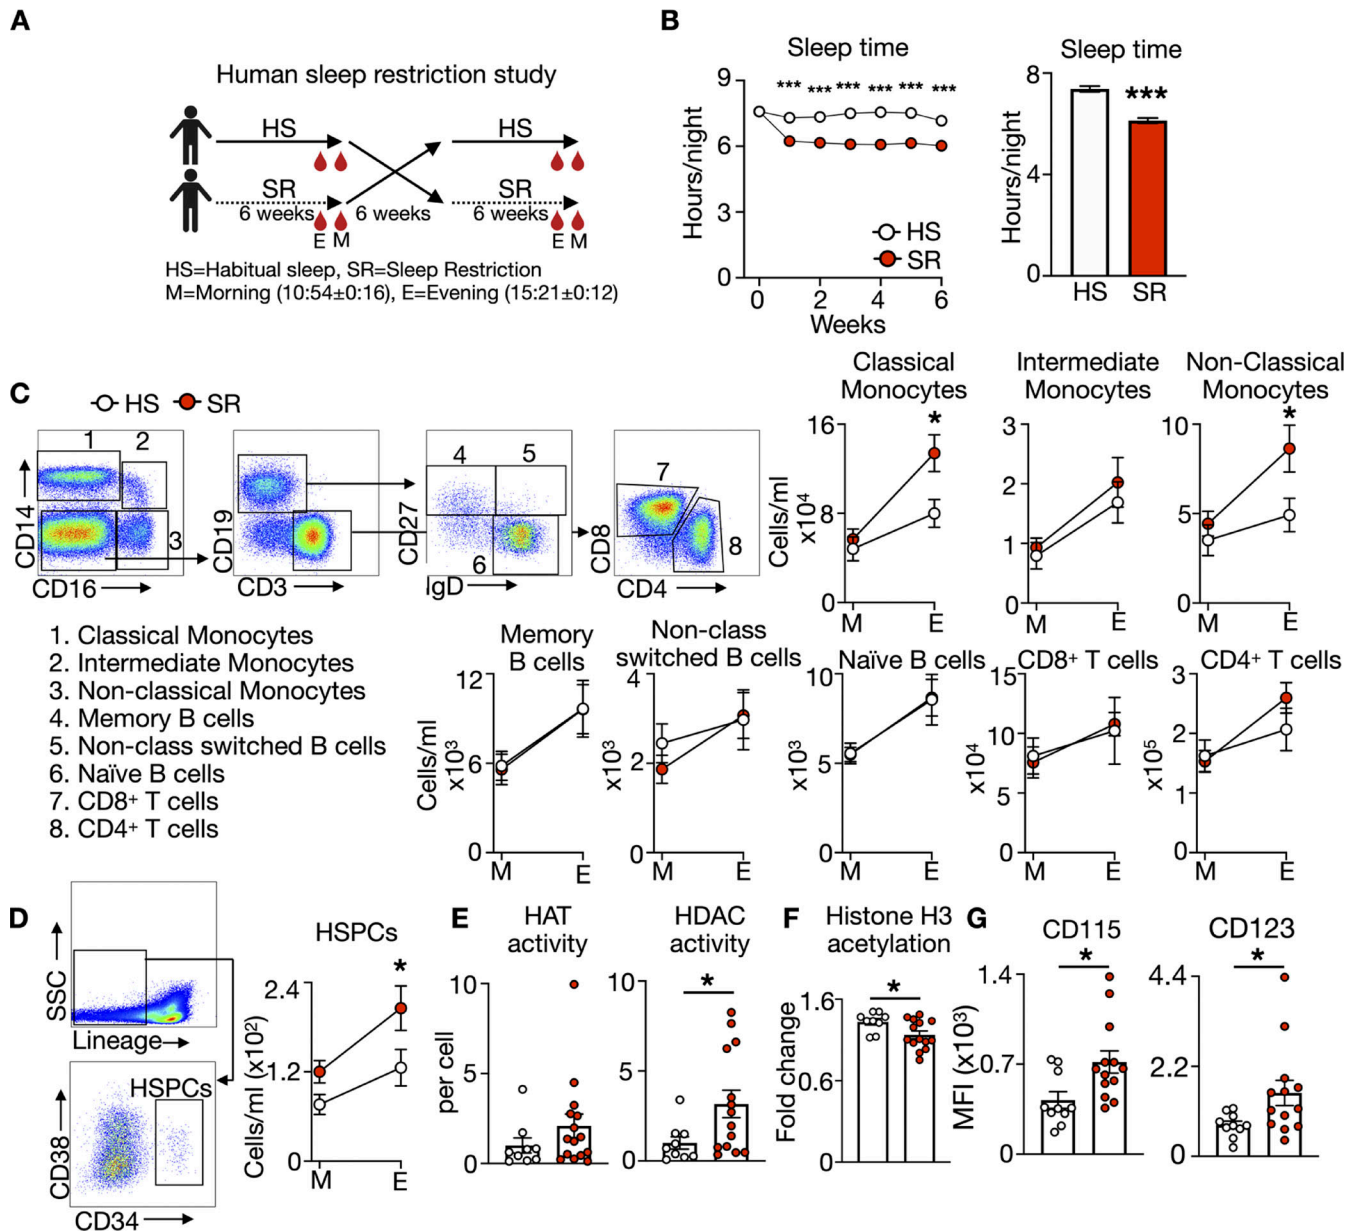 A
Human sleep restriction study
HS
HS
SR
SR
6 weeks
6 weeks
6 weeks
E M
E M
HS=Habitual sleep, SR=Sleep Restriction
M=Morning (10:54±0:16), E=Evening (15:21±0:12)
B
Sleep time
Hours/night
9
6
3
0
*** *** *** *** *** ***
HS
SR
0 2 4 6
Weeks
Sleep time
Hours/night
8
4
0
***
HS SR
C
HS SR
1 2
3
CD14
CD16
CD19
CD3
4 5
6
CD27
IgD
7
8
CD8
CD4
1. Classical Monocytes
2. Intermediate Monocytes
3. Non-classical Monocytes
4. Memory B cells
5. Non-class switched B cells
6. Naïve B cells
7. CD8+ T cells
8. CD4+ T cells
Classical
Monocytes
Cells/ml
x10⁴
16
8
0
*
M E
Intermediate
Monocytes
3
2
1
0
M E
Non-Classical
Monocytes
10
5
0
*
M E
Memory
B cells
Cells/ml
x10³
12
6
0
M E
Non-class
switched B cells
x10³
4
2
0
M E
Naïve B cells
x10³
10
5
0
M E
CD8+ T cells
x10⁴
15
10
5
0
M E
CD4+ T cells
x10⁵
3
2
1
0
M E
D
SSC
Lineage
HSPCs
CD38
CD34
HSPCs
Cells/ml (x10²)
2.4
1.2
0
*
M E
E
HAT
activity
per cell
10
5
0
HDAC
activity
10
5
0
*
F
Histone H3
acetylation
Fold change
1.6
0.6
0
*
G
CD115
MFI (x10³)
1.4
0.7
0
*
CD123
4.4
2.2
0
*